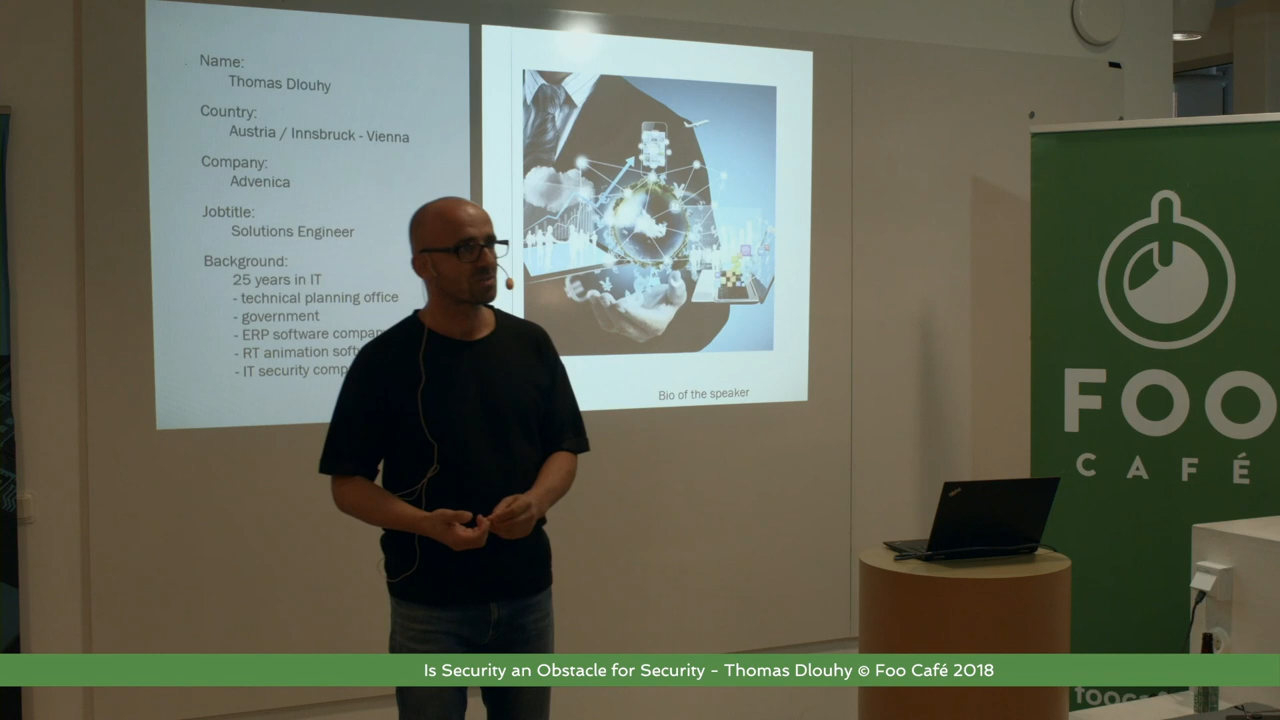 Name:
Thomas Dlouhy
Country:
Austria / Innsbruck - Vienna
Company:
Advenica
Jobtitle:
Solutions Engineer
Background:
25 years in IT
- technical planning office
- government
- ERP software
- RT animation
- IT security
Bio of the speaker
FOO
CAFÉ
Is Security an Obstacle for Security - Thomas Dlouhy © Foo Café 2018